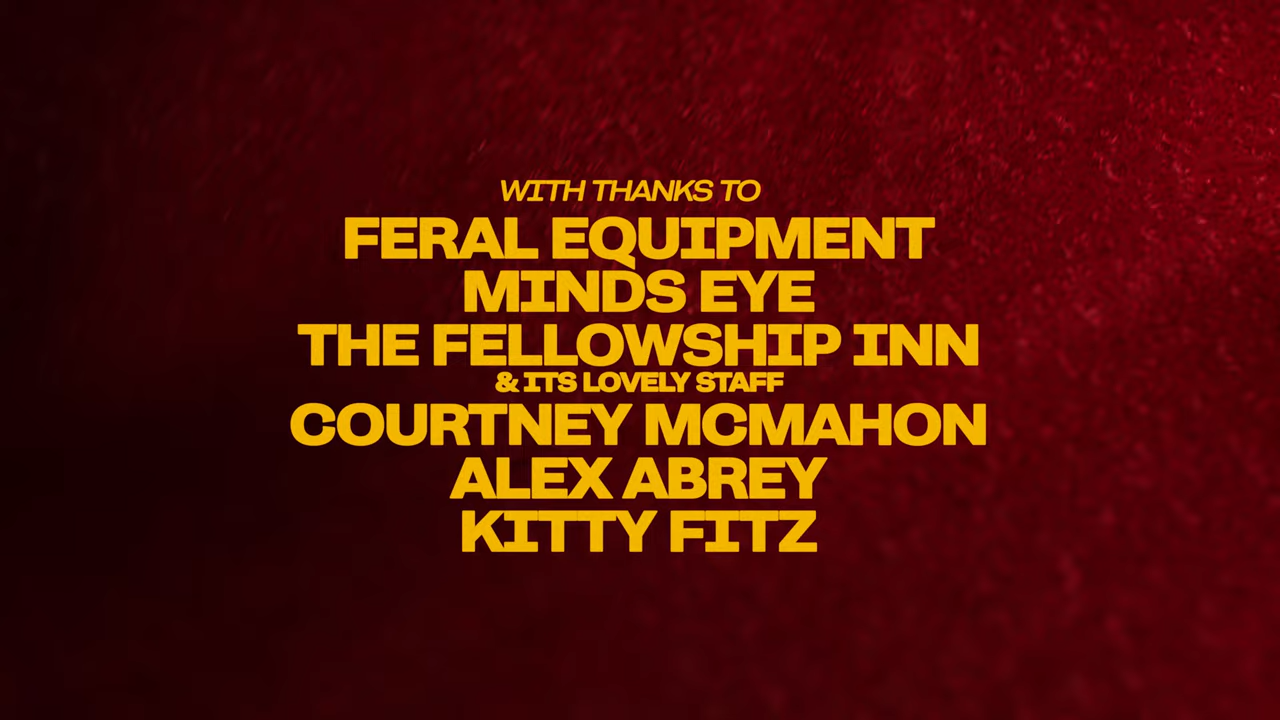 WITH THANKS TO
FERAL EQUIPMENT
MINDS EYE
THE FELLOWSHIP INN
& ITS LOVELY STAFF
COURTNEY MCMAHON
ALEX ABREY
KITTY FITZ